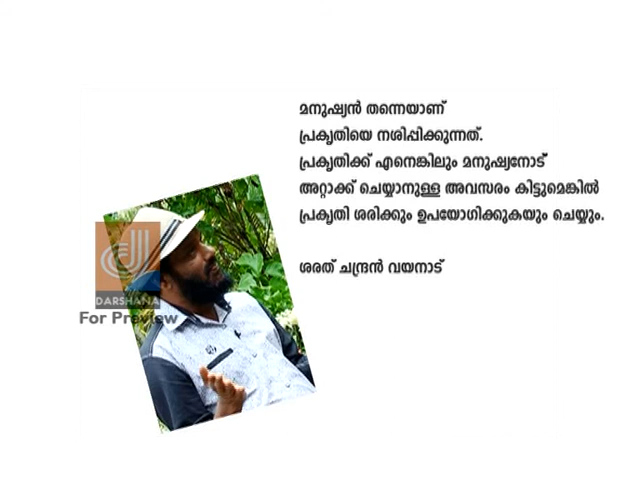 മനുഷ്യൻ തന്നെയാണ്
പ്രകൃതിയെ നശിപ്പിക്കുന്നത്.
പ്രകൃതിക്ക് എനെങ്കിലും മനുഷ്യനോട്
അറ്റാക്ക് ചെയ്യാനുള്ള അവസരം കിട്ടുമെങ്കിൽ
പ്രകൃതി ശരിക്കും ഉപയോഗിക്കുകയും ചെയ്യും.
ശരത് ചന്ദ്രൻ വയനാട്
DARSHANA
For Preview